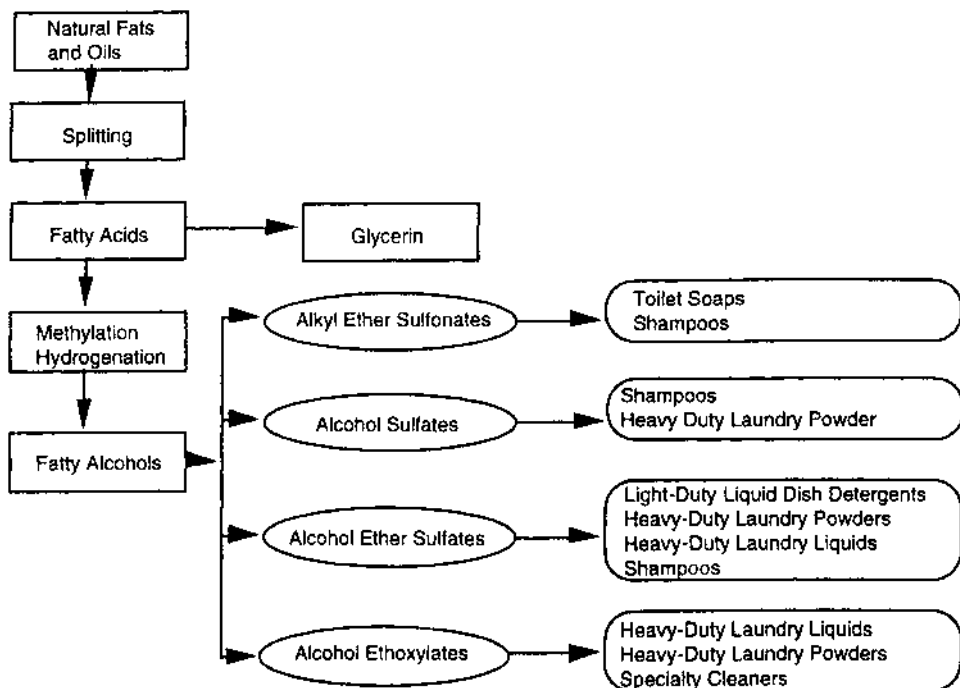 Natural Fats
and Oils
Splitting
Fatty Acids
Glycerin
Methylation
Hydrogenation
Fatty Alcohols
Alkyl Ether Sulfonates
Toilet Soaps
Shampoos
Alcohol Sulfates
Shampoos
Heavy Duty Laundry Powder
Alcohol Ether Sulfates
Light-Duty Liquid Dish Detergents
Heavy-Duty Laundry Powders
Heavy-Duty Laundry Liquids
Shampoos
Alcohol Ethoxylates
Heavy-Duty Laundry Liquids
Heavy-Duty Laundry Powders
Specialty Cleaners